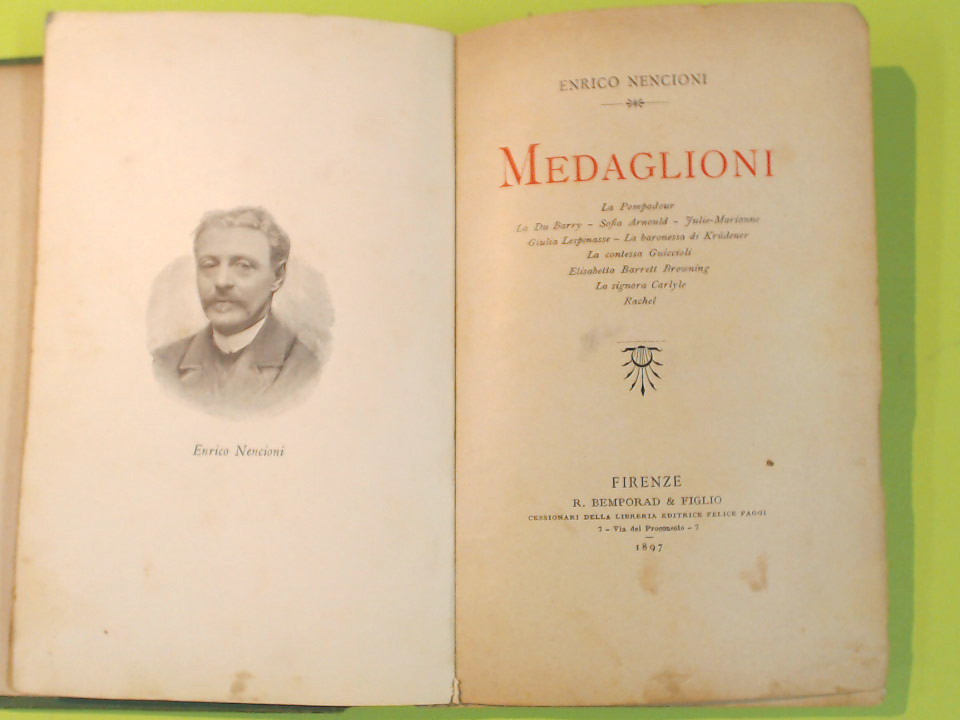 Enrico Nencioni
ENRICO NENCIONI
MEDAGLIONI
La Pompadour
La Du Barry – Sofia Arnould – Julie-Marianne
Giulia Lespenasse – La baronessa di Krüdener
La contessa Guiccioli
Elisabetta Barrett Browning
La signora Carlyle
Rachel
FIRENZE
R. BEMPORAD & FIGLIO
CESSIONARI DELLA LIBRERIA EDITRICE FELICE PAGGI
7 – Via del Proconsolo – 7
1897